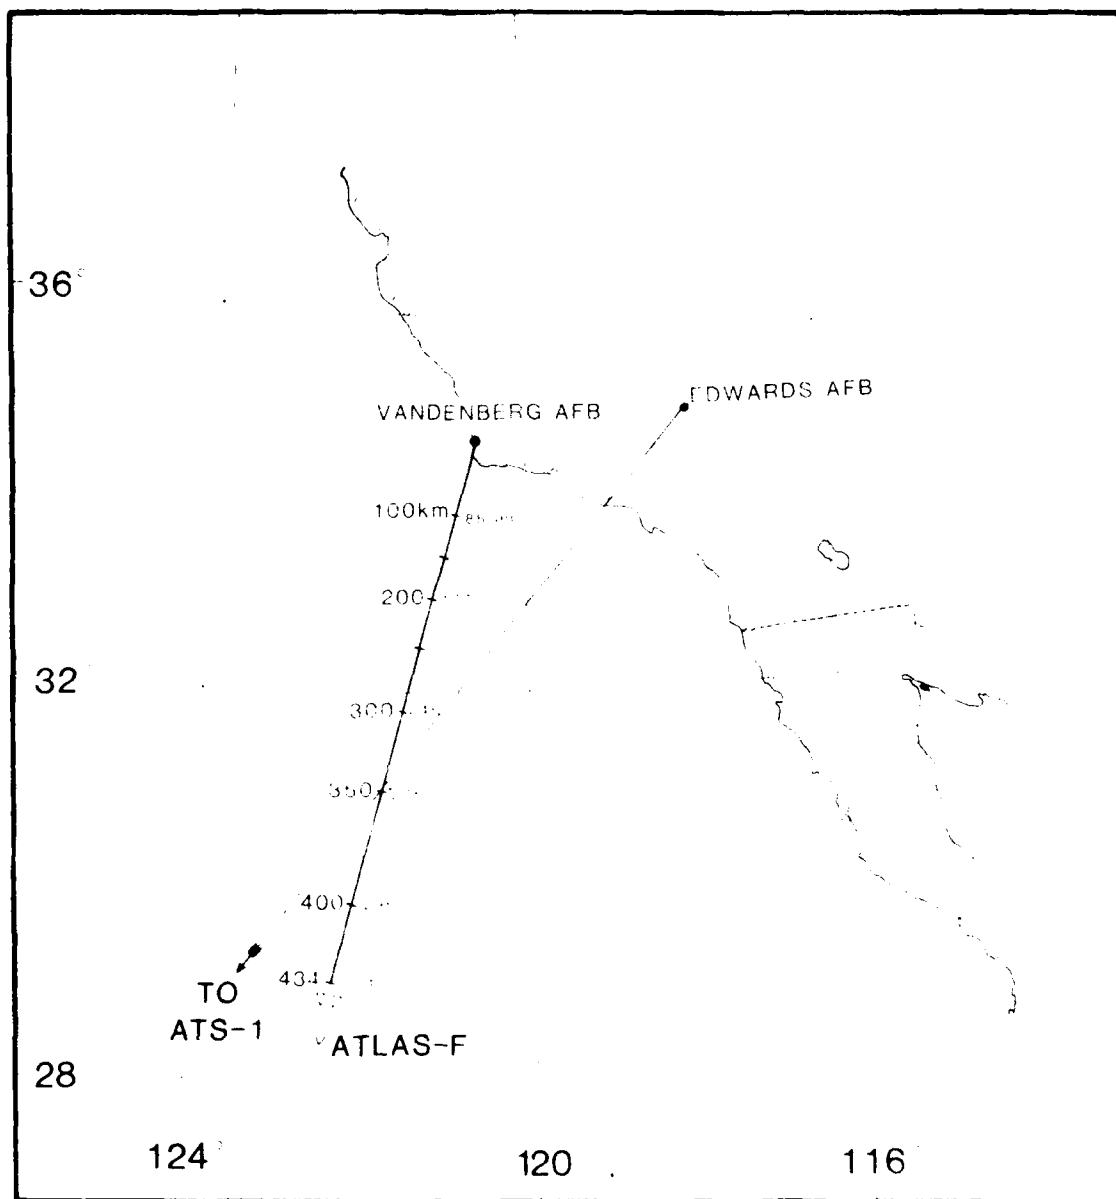 36°
EDWARDS AFB
VANDENBERG AFB
100km
200
300
32
350
400
434
TO
ATS-1
ATLAS-F
28
124
120
116